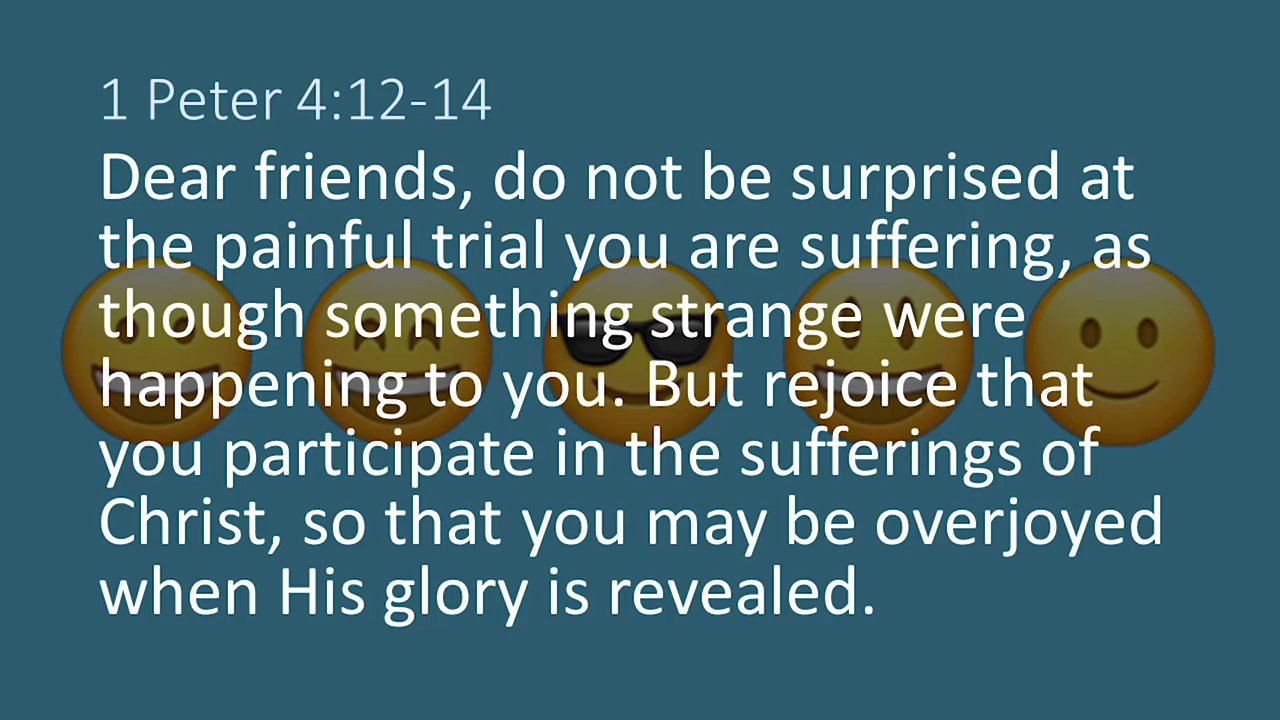 1 Peter 4:12-14
Dear friends, do not be surprised at
the painful trial you are suffering, as
though something strange were
happening to you. But rejoice that
you participate in the sufferings of
Christ, so that you may be overjoyed
when His glory is revealed.